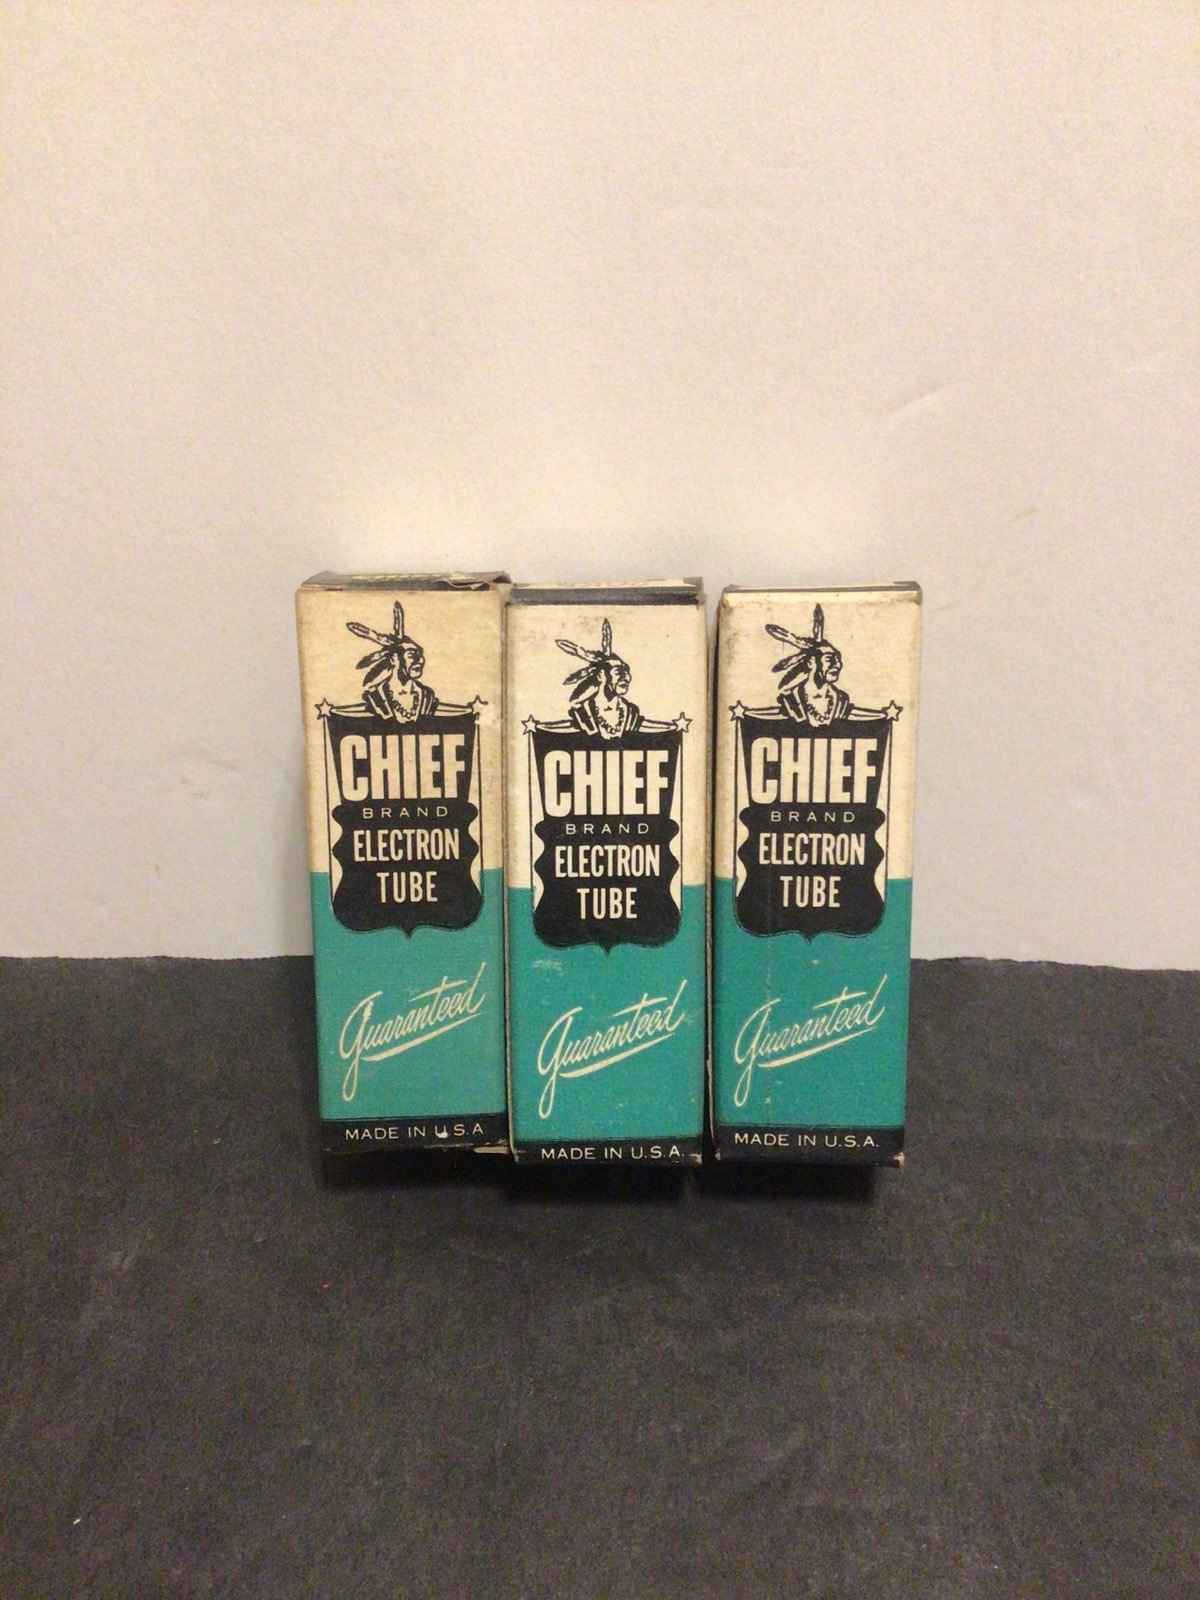 CHIEF
BRAND
ELECTRON
TUBE
Guaranteed
MADE IN U.S.A
CHIEF
BRAND
ELECTRON
TUBE
Guaranteed
MADE IN U.S.A.
CHIEF
BRAND
ELECTRON
TUBE
Guaranteed
MADE IN U.S.A.